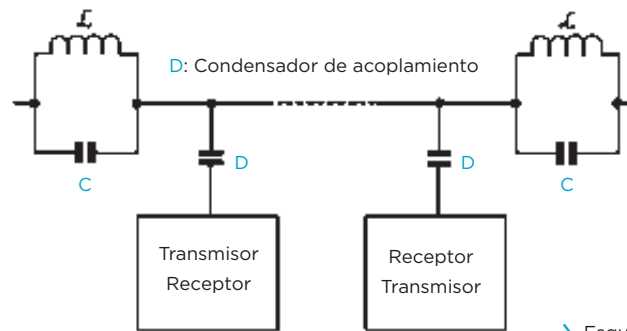 L
L
D: Condensador de acoplamiento
D
D
C
C
Transmisor
Receptor
Receptor
Transmisor